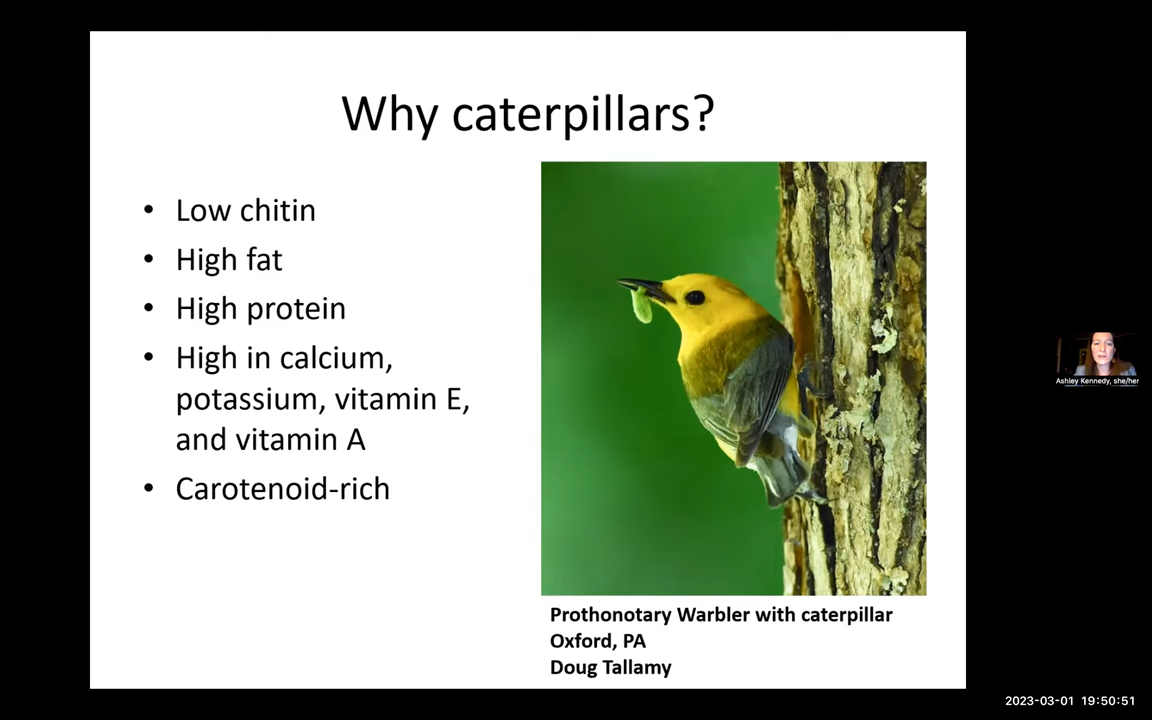 Why caterpillars?
• Low chitin
• High fat
• High protein
• High in calcium,
potassium, vitamin E,
and vitamin A
• Carotenoid-rich
Prothonotary Warbler with caterpillar
Oxford, PA
Doug Tallamy
Ashley Kennedy, she/her
2023-03-01 19:50:51